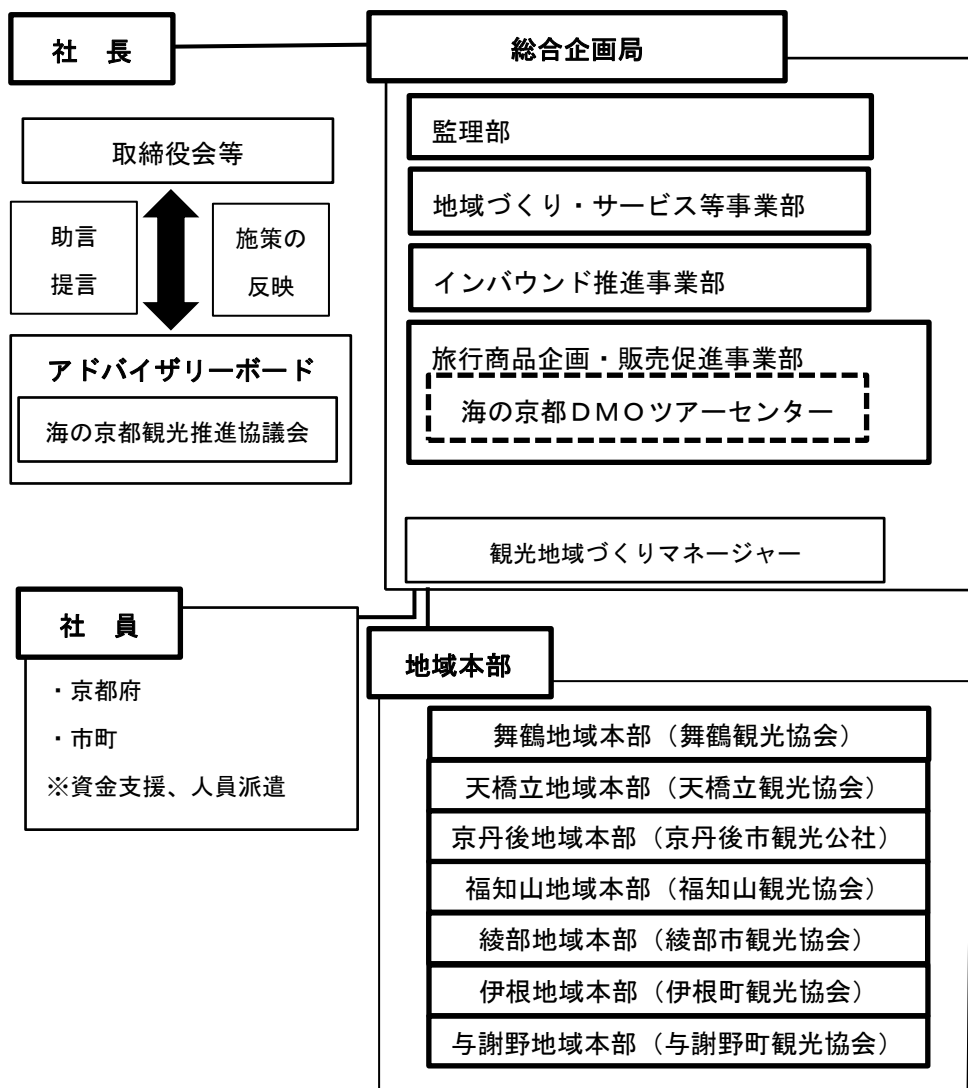 社　長
総合企画局
監理部
地域づくり・サービス等事業部
インバウンド推進事業部
旅行商品企画・販売促進事業部
海の京都ＤＭＯツアーセンター
観光地域づくりマネージャー
取締役会等
助言
提言
施策の
反映
アドバイザリーボード
海の京都観光推進協議会
社　員
・京都府
・市町
※資金支援、人員派遣
地域本部
舞鶴地域本部（舞鶴観光協会）
天橋立地域本部（天橋立観光協会）
京丹後地域本部（京丹後市観光公社）
福知山地域本部（福知山観光協会）
綾部地域本部（綾部市観光協会）
伊根地域本部（伊根町観光協会）
与謝野地域本部（与謝野町観光協会）